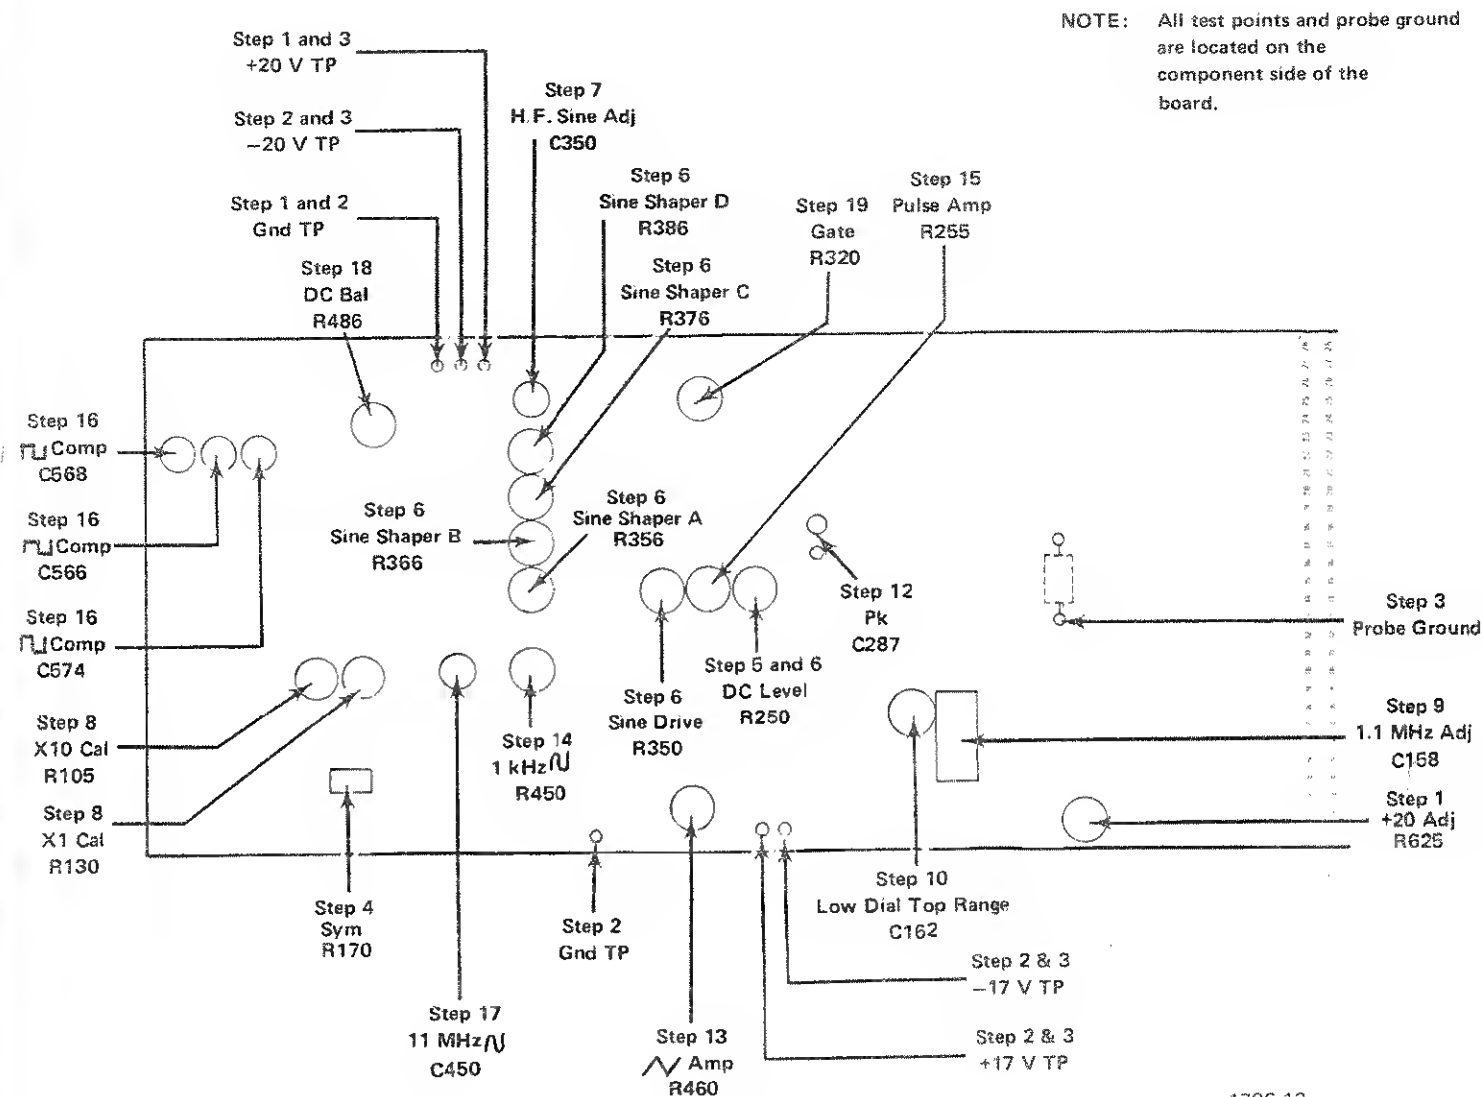 NOTE: All test points and probe ground
are located on the
component side of the
board.
Step 1 and 3
+20 V TP
Step 2 and 3
−20 V TP
Step 1 and 2
Gnd TP
Step 18
DC Bal
R486
Step 7
H.F. Sine Adj
C350
Step 6
Sine Shaper D
R386
Step 6
Sine Shaper C
R376
Step 19
Gate
R320
Step 15
Pulse Amp
R255
Step 16
Comp
C568
Step 16
Comp
C566
Step 16
Comp
C574
Step 6
Sine Shaper B
R366
Step 6
Sine Shaper A
R356
Step 12
Pk
C287
Step 3
Probe Ground
Step 8
X10 Cal
R105
Step 8
X1 Cal
R130
Step 14
1 kHz
R450
Step 6
Sine Drive
R350
Step 5 and 6
DC Level
R250
Step 9
1.1 MHz Adj
C158
Step 1
+20 Adj
R625
Step 4
Sym
R170
Step 2
Gnd TP
Step 10
Low Dial Top Range
C162
Step 2 & 3
−17 V TP
Step 17
11 MHz
C450
Step 13
Amp
R460
Step 2 & 3
+17 V TP